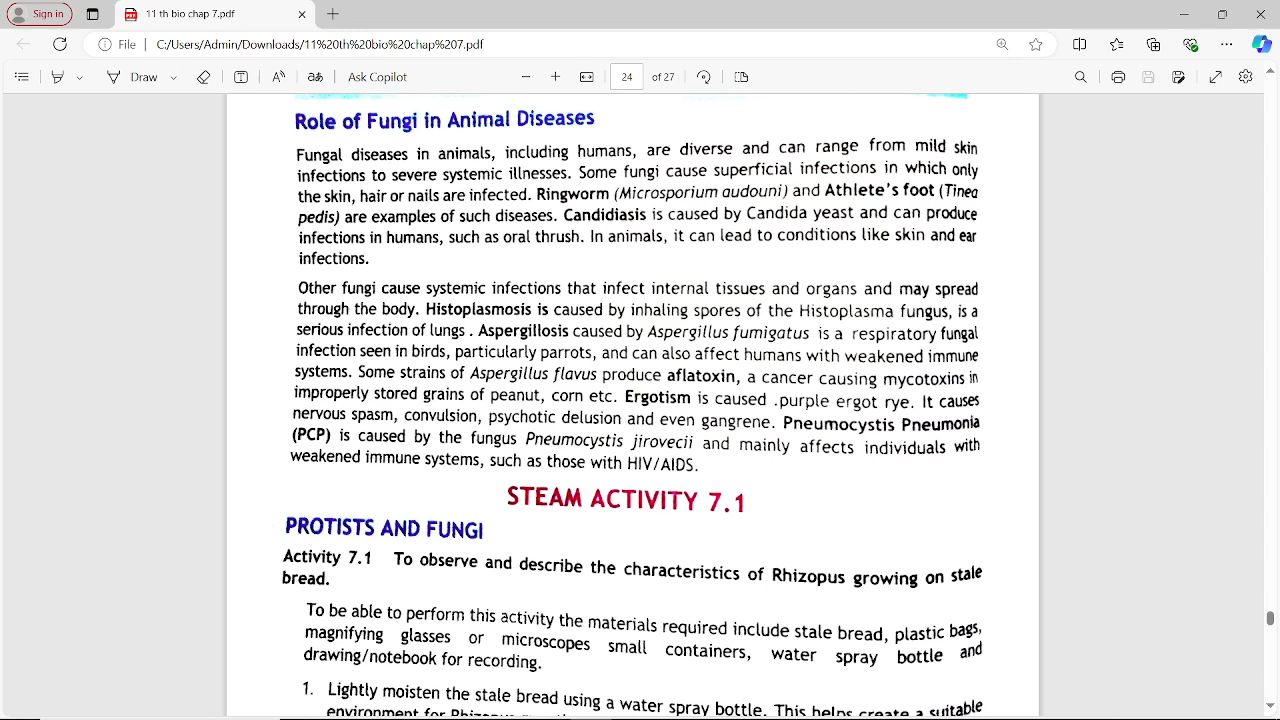 Sign in
11 th bio chap 7.pdf
File
C:/Users/Admin/Downloads/11%20th%20bio%20chap%207.pdf
Draw
Ask Copilot
24
of 27
Role of Fungi in Animal Diseases
Fungal diseases in animals, including humans, are diverse and can range from mild skin
infections to severe systemic illnesses. Some fungi cause superficial infections in which only
the skin, hair or nails are infected. Ringworm (Microsporium audouni) and Athlete's foot (Tinea
pedis) are examples of such diseases. Candidiasis is caused by Candida yeast and can produce
infections in humans, such as oral thrush. In animals, it can lead to conditions like skin and ear
infections.
Other fungi cause systemic infections that infect internal tissues and organs and may spread
through the body. Histoplasmosis is caused by inhaling spores of the Histoplasma fungus, is a
serious infection of lungs . Aspergillosis caused by Aspergillus fumigatus is a respiratory fungal
infection seen in birds, particularly parrots, and can also affect humans with weakened immune
systems. Some strains of Aspergillus flavus produce aflatoxin, a cancer causing mycotoxins in
improperly stored grains of peanut, corn etc. Ergotism is caused .purple ergot rye. It causes
nervous spasm, convulsion, psychotic delusion and even gangrene. Pneumocystis Pneumonia
(PCP) is caused by the fungus Pneumocystis jirovecii and mainly affects individuals with
weakened immune systems, such as those with HIV/AIDS.
STEAM ACTIVITY 7.1
PROTISTS AND FUNGI
Activity 7.1 To observe and describe the characteristics of Rhizopus growing on stale
bread.
To be able to perform this activity the materials required include stale bread, plastic bags,
magnifying glasses or microscopes small containers, water spray bottle and
drawing/notebook for recording.
1. Lightly moisten the stale bread using a water spray bottle. This helps create a suitable
environment for